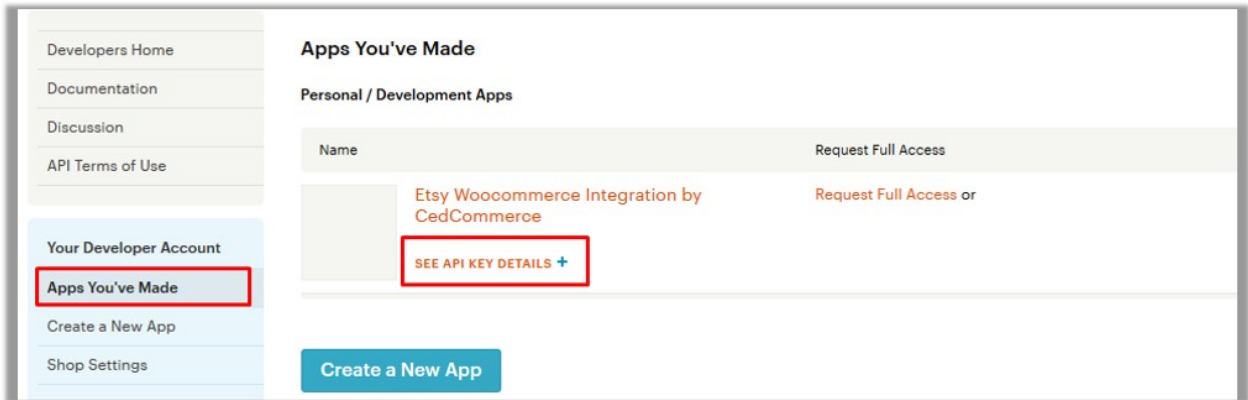 Developers Home
Documentation
Discussion
API Terms of Use
Your Developer Account
Apps You've Made
Create a New App
Shop Settings
Apps You've Made
Personal / Development Apps
Name
Request Full Access
Etsy Woocommerce Integration by
CedCommerce
Request Full Access or
SEE API KEY DETAILS +
Create a New App